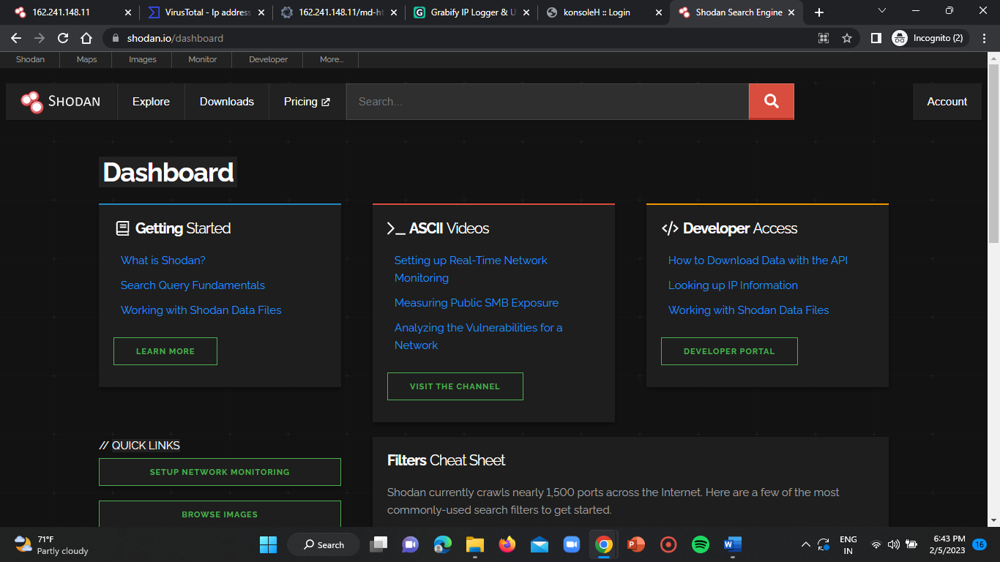 162.241.148.11
VirusTotal - Ip address
162.241.148.11/md-ht
Grabify IP Logger & U
konsoleH :: Login
Shodan Search Engine
shodan.io/dashboard
Incognito (2)
Shodan
Maps
Images
Monitor
Developer
More...
SHODAN
Explore
Downloads
Pricing
Search...
Account
Dashboard
Getting Started
What is Shodan?
Search Query Fundamentals
Working with Shodan Data Files
LEARN MORE
ASCII Videos
Setting up Real-Time Network
Monitoring
Measuring Public SMB Exposure
Analyzing the Vulnerabilities for a
Network
VISIT THE CHANNEL
Developer Access
How to Download Data with the API
Looking up IP Information
Working with Shodan Data Files
DEVELOPER PORTAL
// QUICK LINKS
SETUP NETWORK MONITORING
BROWSE IMAGES
Filters Cheat Sheet
Shodan currently crawls nearly 1,500 ports across the Internet. Here are a few of the most
commonly-used search filters to get started.
71°F
Partly cloudy
Search
ENG
IN
6:43 PM
2/5/2023
16